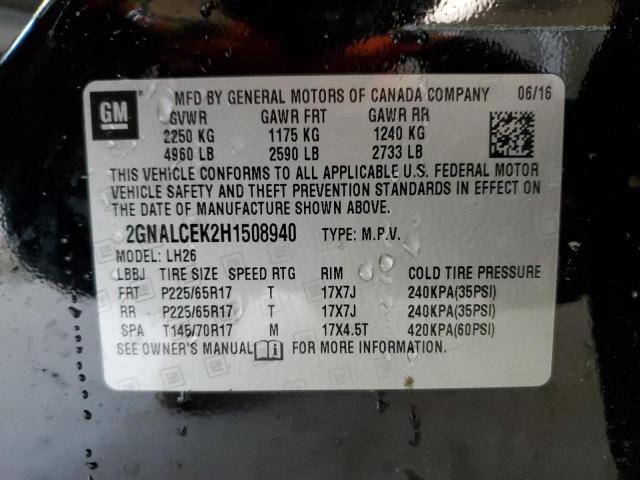 GM
MFD BY GENERAL MOTORS OF CANADA COMPANY 06/16
GVWR GAWR FRT GAWR RR
2250 KG 1175 KG 1240 KG
4960 LB 2590 LB 2733 LB
THIS VEHICLE CONFORMS TO ALL APPLICABLE U.S. FEDERAL MOTOR
VEHICLE SAFETY AND THEFT PREVENTION STANDARDS IN EFFECT ON
THE DATE OF MANUFACTURE SHOWN ABOVE.
2GNALCEK2H1508940 TYPE: M.P.V.
MODEL: LH26
LBBJ TIRE SIZE SPEED RTG RIM COLD TIRE PRESSURE
FRT P225/65R17 T 17X7J 240KPA(35PSI)
RR P225/65R17 T 17X7J 240KPA(35PSI)
SPA T145/70R17 M 17X4.5T 420KPA(60PSI)
SEE OWNER'S MANUAL FOR MORE INFORMATION.